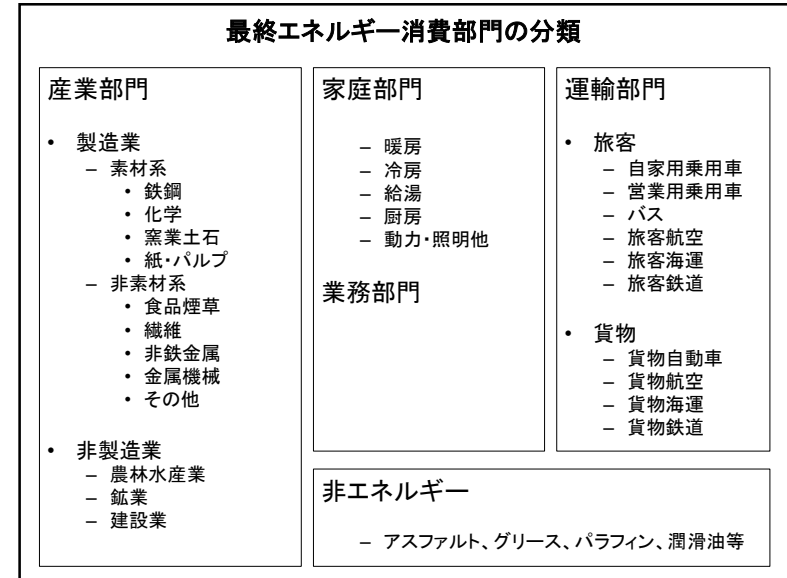 最終エネルギー消費部門の分類
産業部門
• 製造業
– 素材系
• 鉄鋼
• 化学
• 窯業土石
• 紙・パルプ
– 非素材系
• 食品煙草
• 繊維
• 非鉄金属
• 金属機械
• その他
• 非製造業
– 農林水産業
– 鉱業
– 建設業
家庭部門
– 暖房
– 冷房
– 給湯
– 厨房
– 動力・照明他
業務部門
運輸部門
• 旅客
– 自家用乗用車
– 営業用乗用車
– バス
– 旅客航空
– 旅客海運
– 旅客鉄道
• 貨物
– 貨物自動車
– 貨物航空
– 貨物海運
– 貨物鉄道
非エネルギー
– アスファルト、グリース、パラフィン、潤滑油等